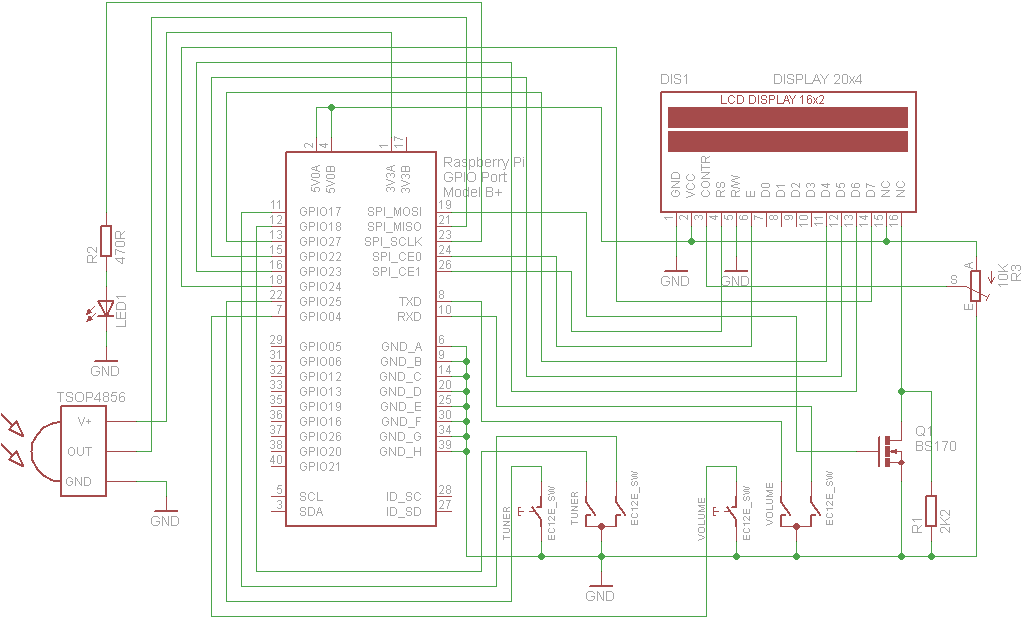 DIS1
DISPLAY 20x4
LCD DISPLAY 16x2
GND
VCC
CONTR
RS
R/W
E
D0
D1
D2
D3
D4
D5
D6
D7
NC
NC
1
2
3
4
5
6
7
8
9
10
11
12
13
14
15
16
GND
GND
A
8
E
10K
R3
2
4
1
17
5V0A
5V0B
3V3A
3V3B
Raspberry Pi
GPIO Port
Model B+
11 GPIO17 SPI_MOSI 19
12 GPIO18 SPI_MISO 21
13 GPIO27 SPI_SCLK 23
15 GPIO22 SPI_CE0 24
16 GPIO23 SPI_CE1 26
18 GPIO24
22 GPIO25 TXD 8
7 GPIO04 RXD 10
29 GPIO05 GND_A 6
31 GPIO06 GND_B 9
32 GPIO12 GND_C 14
33 GPIO13 GND_D 20
35 GPIO19 GND_E 25
36 GPIO16 GND_F 30
37 GPIO26 GND_G 34
38 GPIO20 GND_H 39
40 GPIO21
5 SCL ID_SC 28
3 SDA ID_SD 27
R2
470R
LED1
GND
TSOP4856
V+
OUT
GND
GND
TUNER
EC12E_SW
TUNER
EC12E_SW
VOLUME
EC12E_SW
VOLUME
EC12E_SW
GND
Q1
BS170
R1
2K2